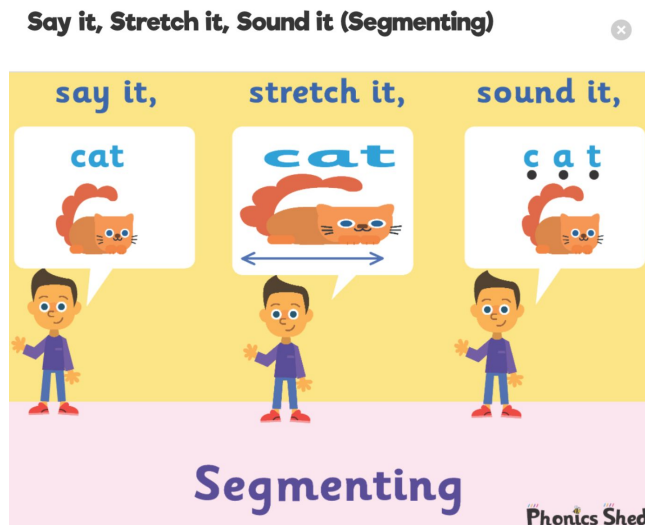 Say it, Stretch it, Sound it (Segmenting)
say it, stretch it, sound it,
cat cat c a t
Segmenting
Phonics Shed